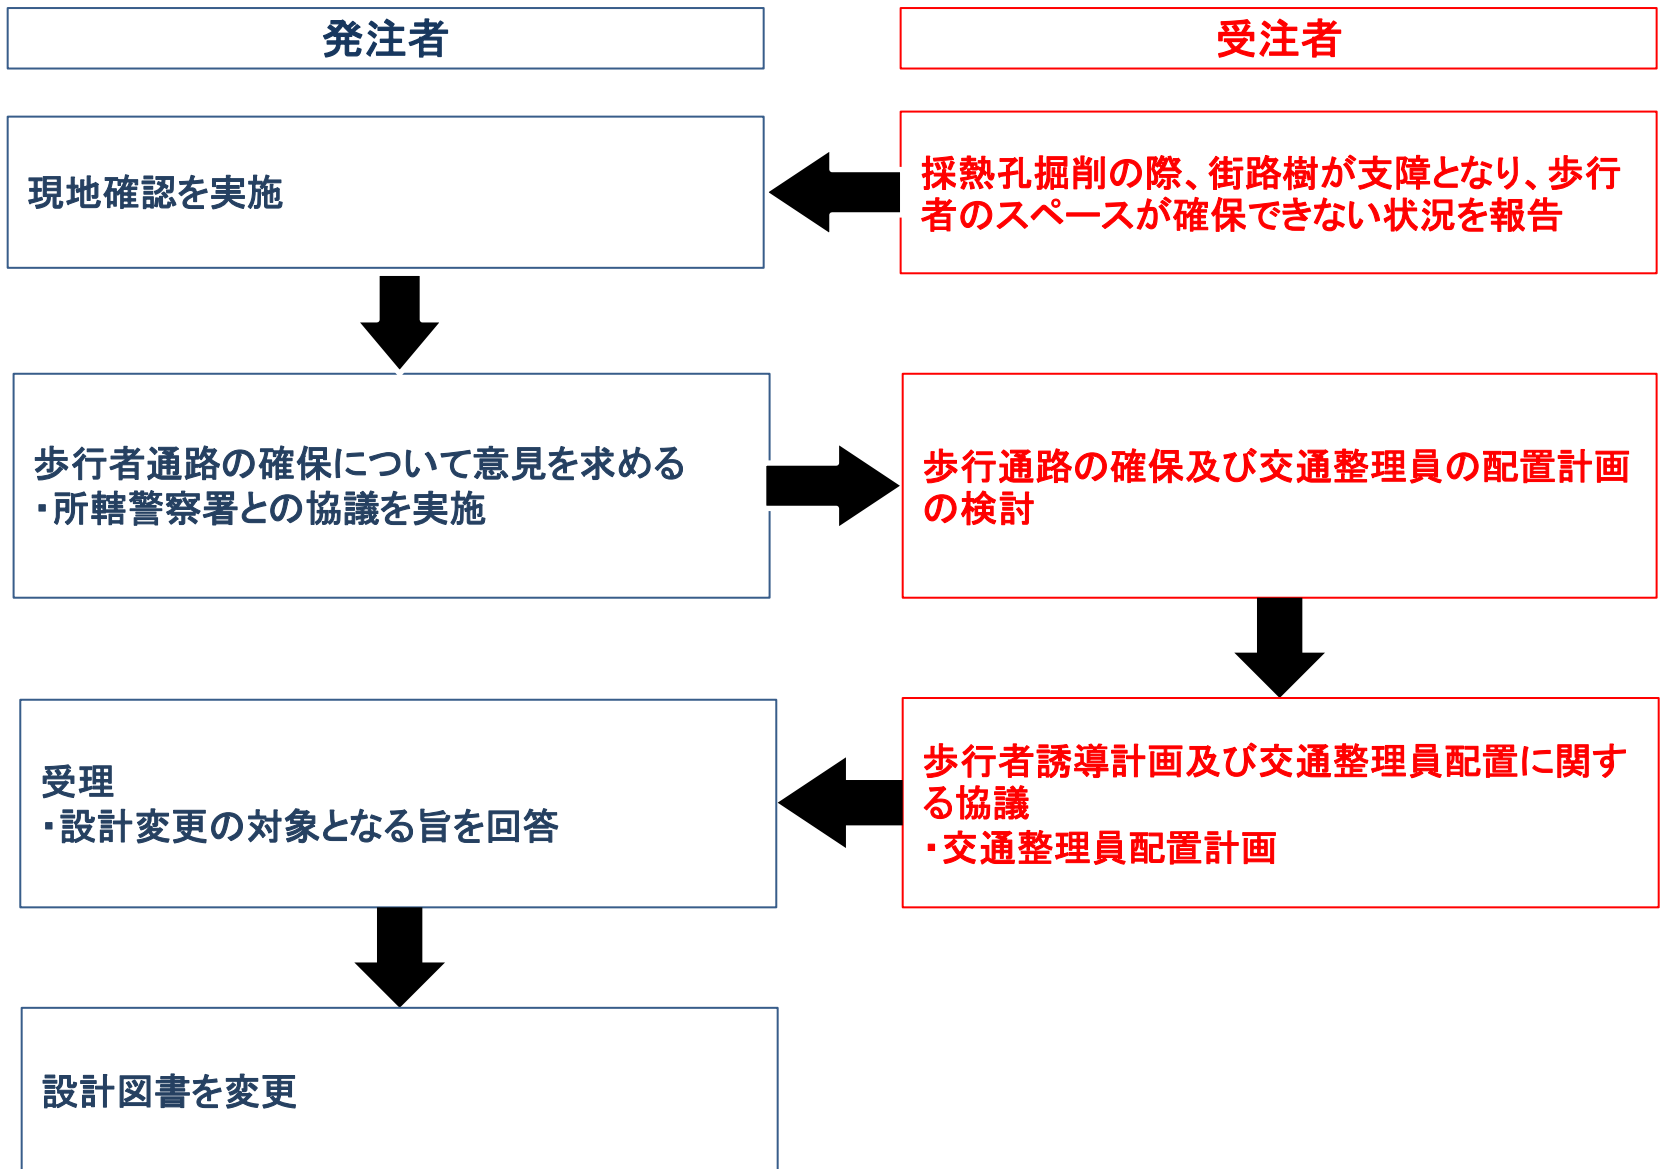 発注者
受注者
採熱孔掘削の際、街路樹が支障となり、歩行
者のスペースが確保できない状況を報告
現地確認を実施
歩行者通路の確保について意見を求める
・所轄警察署との協議を実施
歩行通路の確保及び交通整理員の配置計画
の検討
歩行者誘導計画及び交通整理員配置に関す
る協議
・交通整理員配置計画
受理
・設計変更の対象となる旨を回答
設計図書を変更